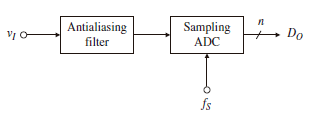 v_I
Antialiasing
filter
Sampling
ADC
n
D_O
f_S